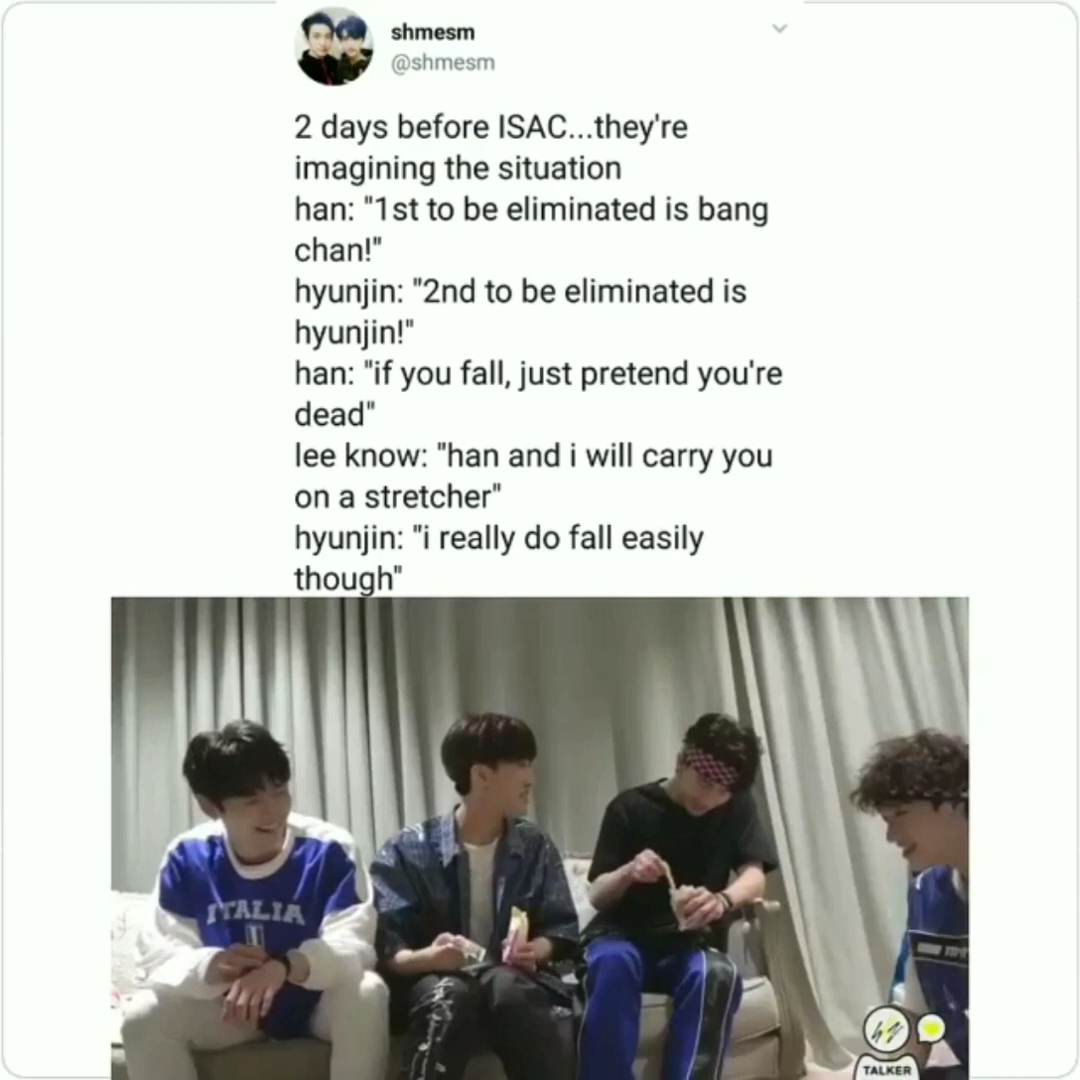 shmesm
@shmesm
2 days before ISAC...they're
imagining the situation
han: "1st to be eliminated is bang
chan!"
hyunjin: "2nd to be eliminated is
hyunjin!"
han: "if you fall, just pretend you're
dead"
lee know: "han and i will carry you
on a stretcher"
hyunjin: "i really do fall easily
though"
ITALIA
TALKER